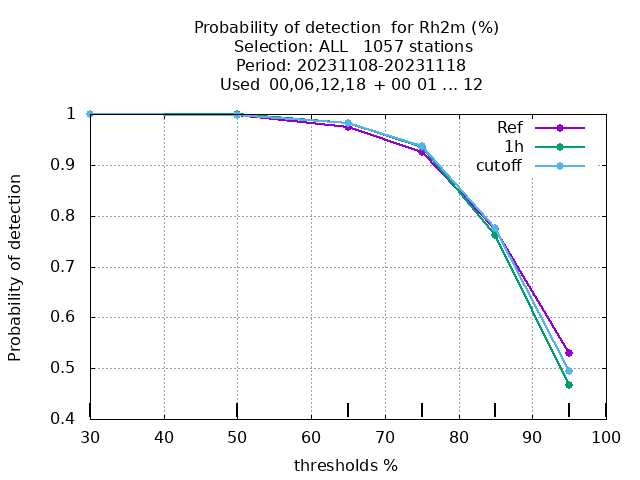 Probability of detection  for Rh2m (%)
Selection: ALL   1057 stations
Period: 20231108-20231118
Used  00,06,12,18  + 00 01 ... 12
Ref
1h
cutoff
1
0.9
0.8
0.7
0.6
0.5
0.4
Probability of detection
30 40 50 60 70 80 90 100
thresholds %